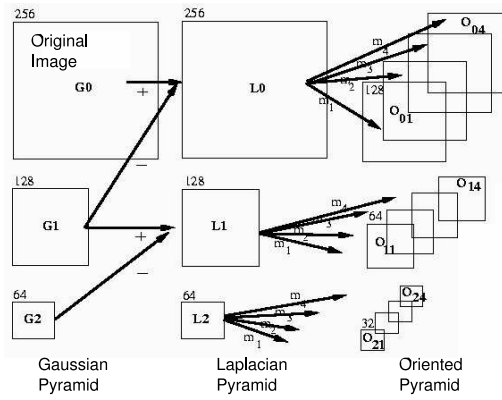 256
Original
Image
G0
+
−
256
L0
m4
m3
m2
m1
O04
128
O01
128
G1
+
−
128
L1
m4
m3
m2
m1
O14
64
O11
64
G2
64
L2
m4
m3
m2
m1
O24
32
O21
Gaussian
Pyramid
Laplacian
Pyramid
Oriented
Pyramid